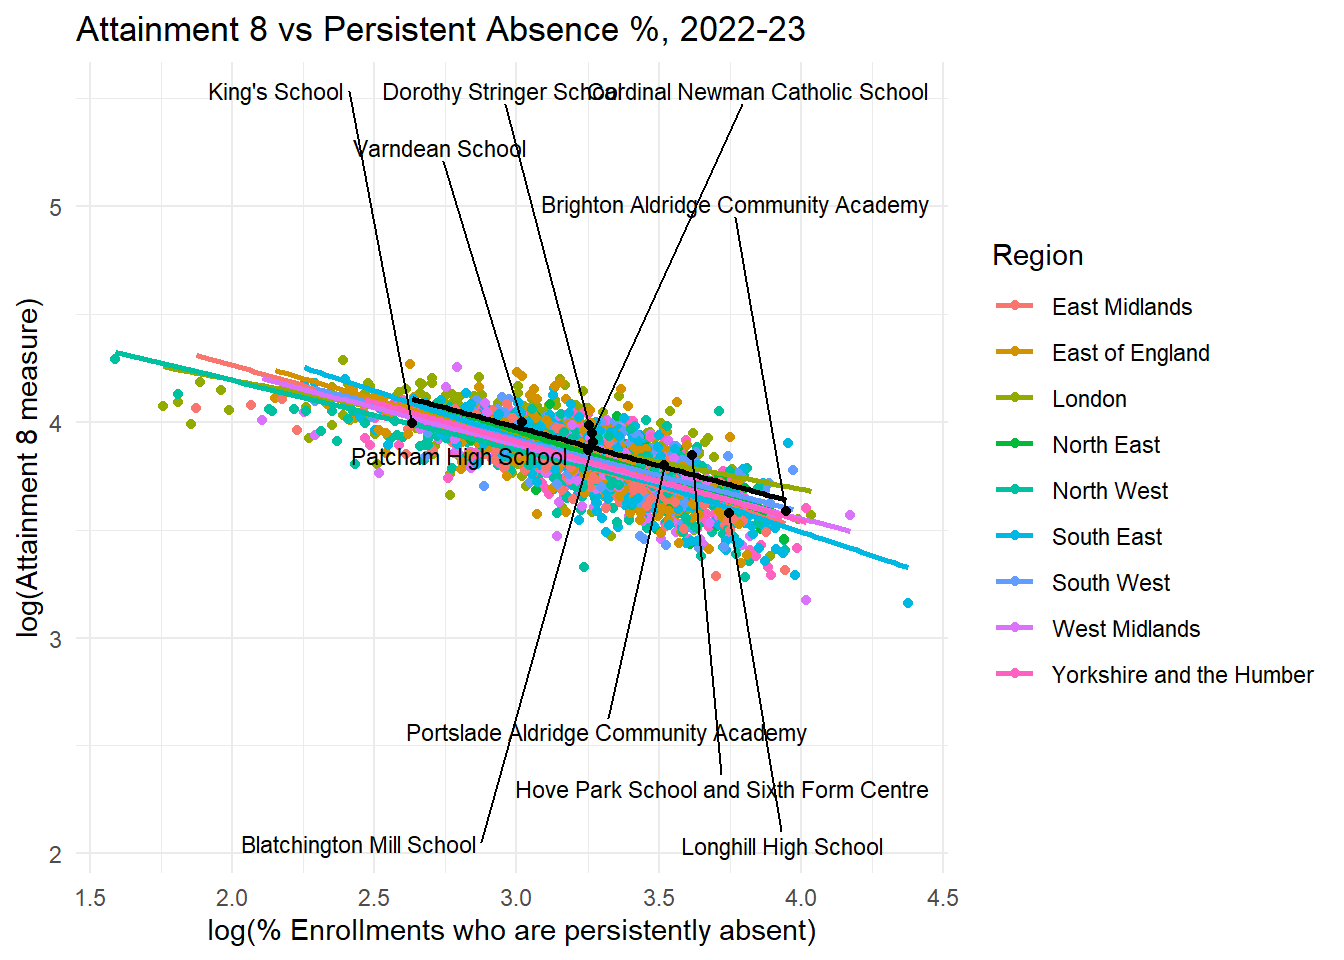 Attainment 8 vs Persistent Absence %, 2022-23
King's School
Dorothy Stringer School
Cardinal Newman Catholic School
Varndean School
Brighton Aldridge Community Academy
Patcham High School
Portslade Aldridge Community Academy
Hove Park School and Sixth Form Centre
Blatchington Mill School
Longhill High School
log(Attainment 8 measure)
5
4
3
2
1.5
2.0
2.5
3.0
3.5
4.0
4.5
log(% Enrollments who are persistently absent)
Region
East Midlands
East of England
London
North East
North West
South East
South West
West Midlands
Yorkshire and the Humber